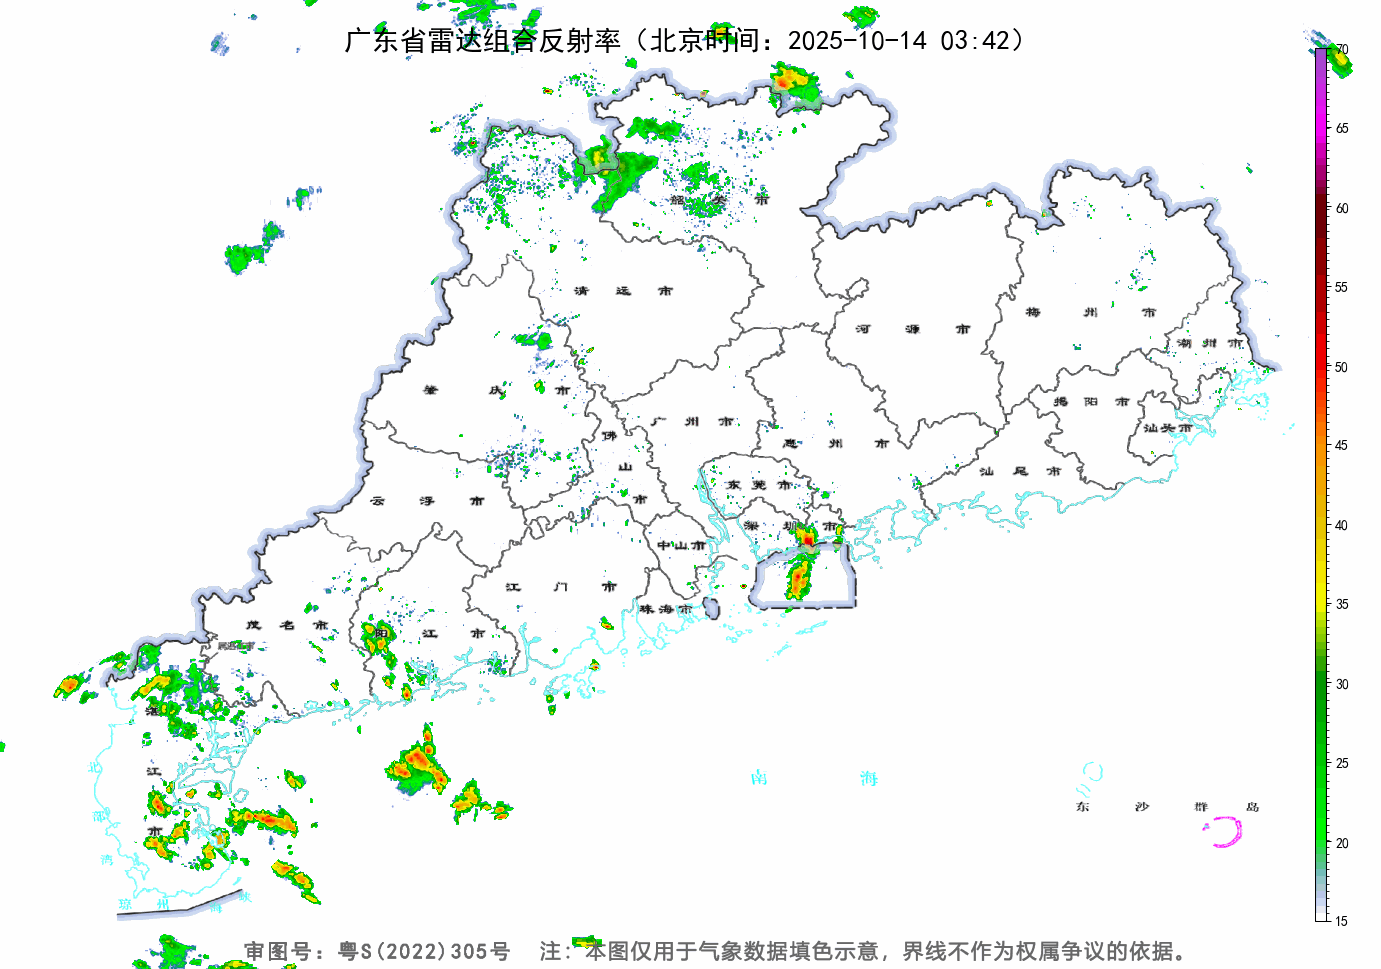 广东省雷达组合反射率（北京时间：2025-10-14 03:42）
70
65
60
55
50
45
40
35
30
25
20
15
韶关市
清远市
河源市
梅州市
潮州市
肇庆市
广州市
惠州市
揭阳市
汕头市
佛山市
云浮市
东莞市
汕尾市
深圳市
中山市
江门市
珠海市
茂名市
阳江市
湛江市
北部湾
南海
东沙群岛
琼州海峡
审图号：粤S(2022)305号 注：本图仅用于气象数据填色示意，界线不作为权属争议的依据。